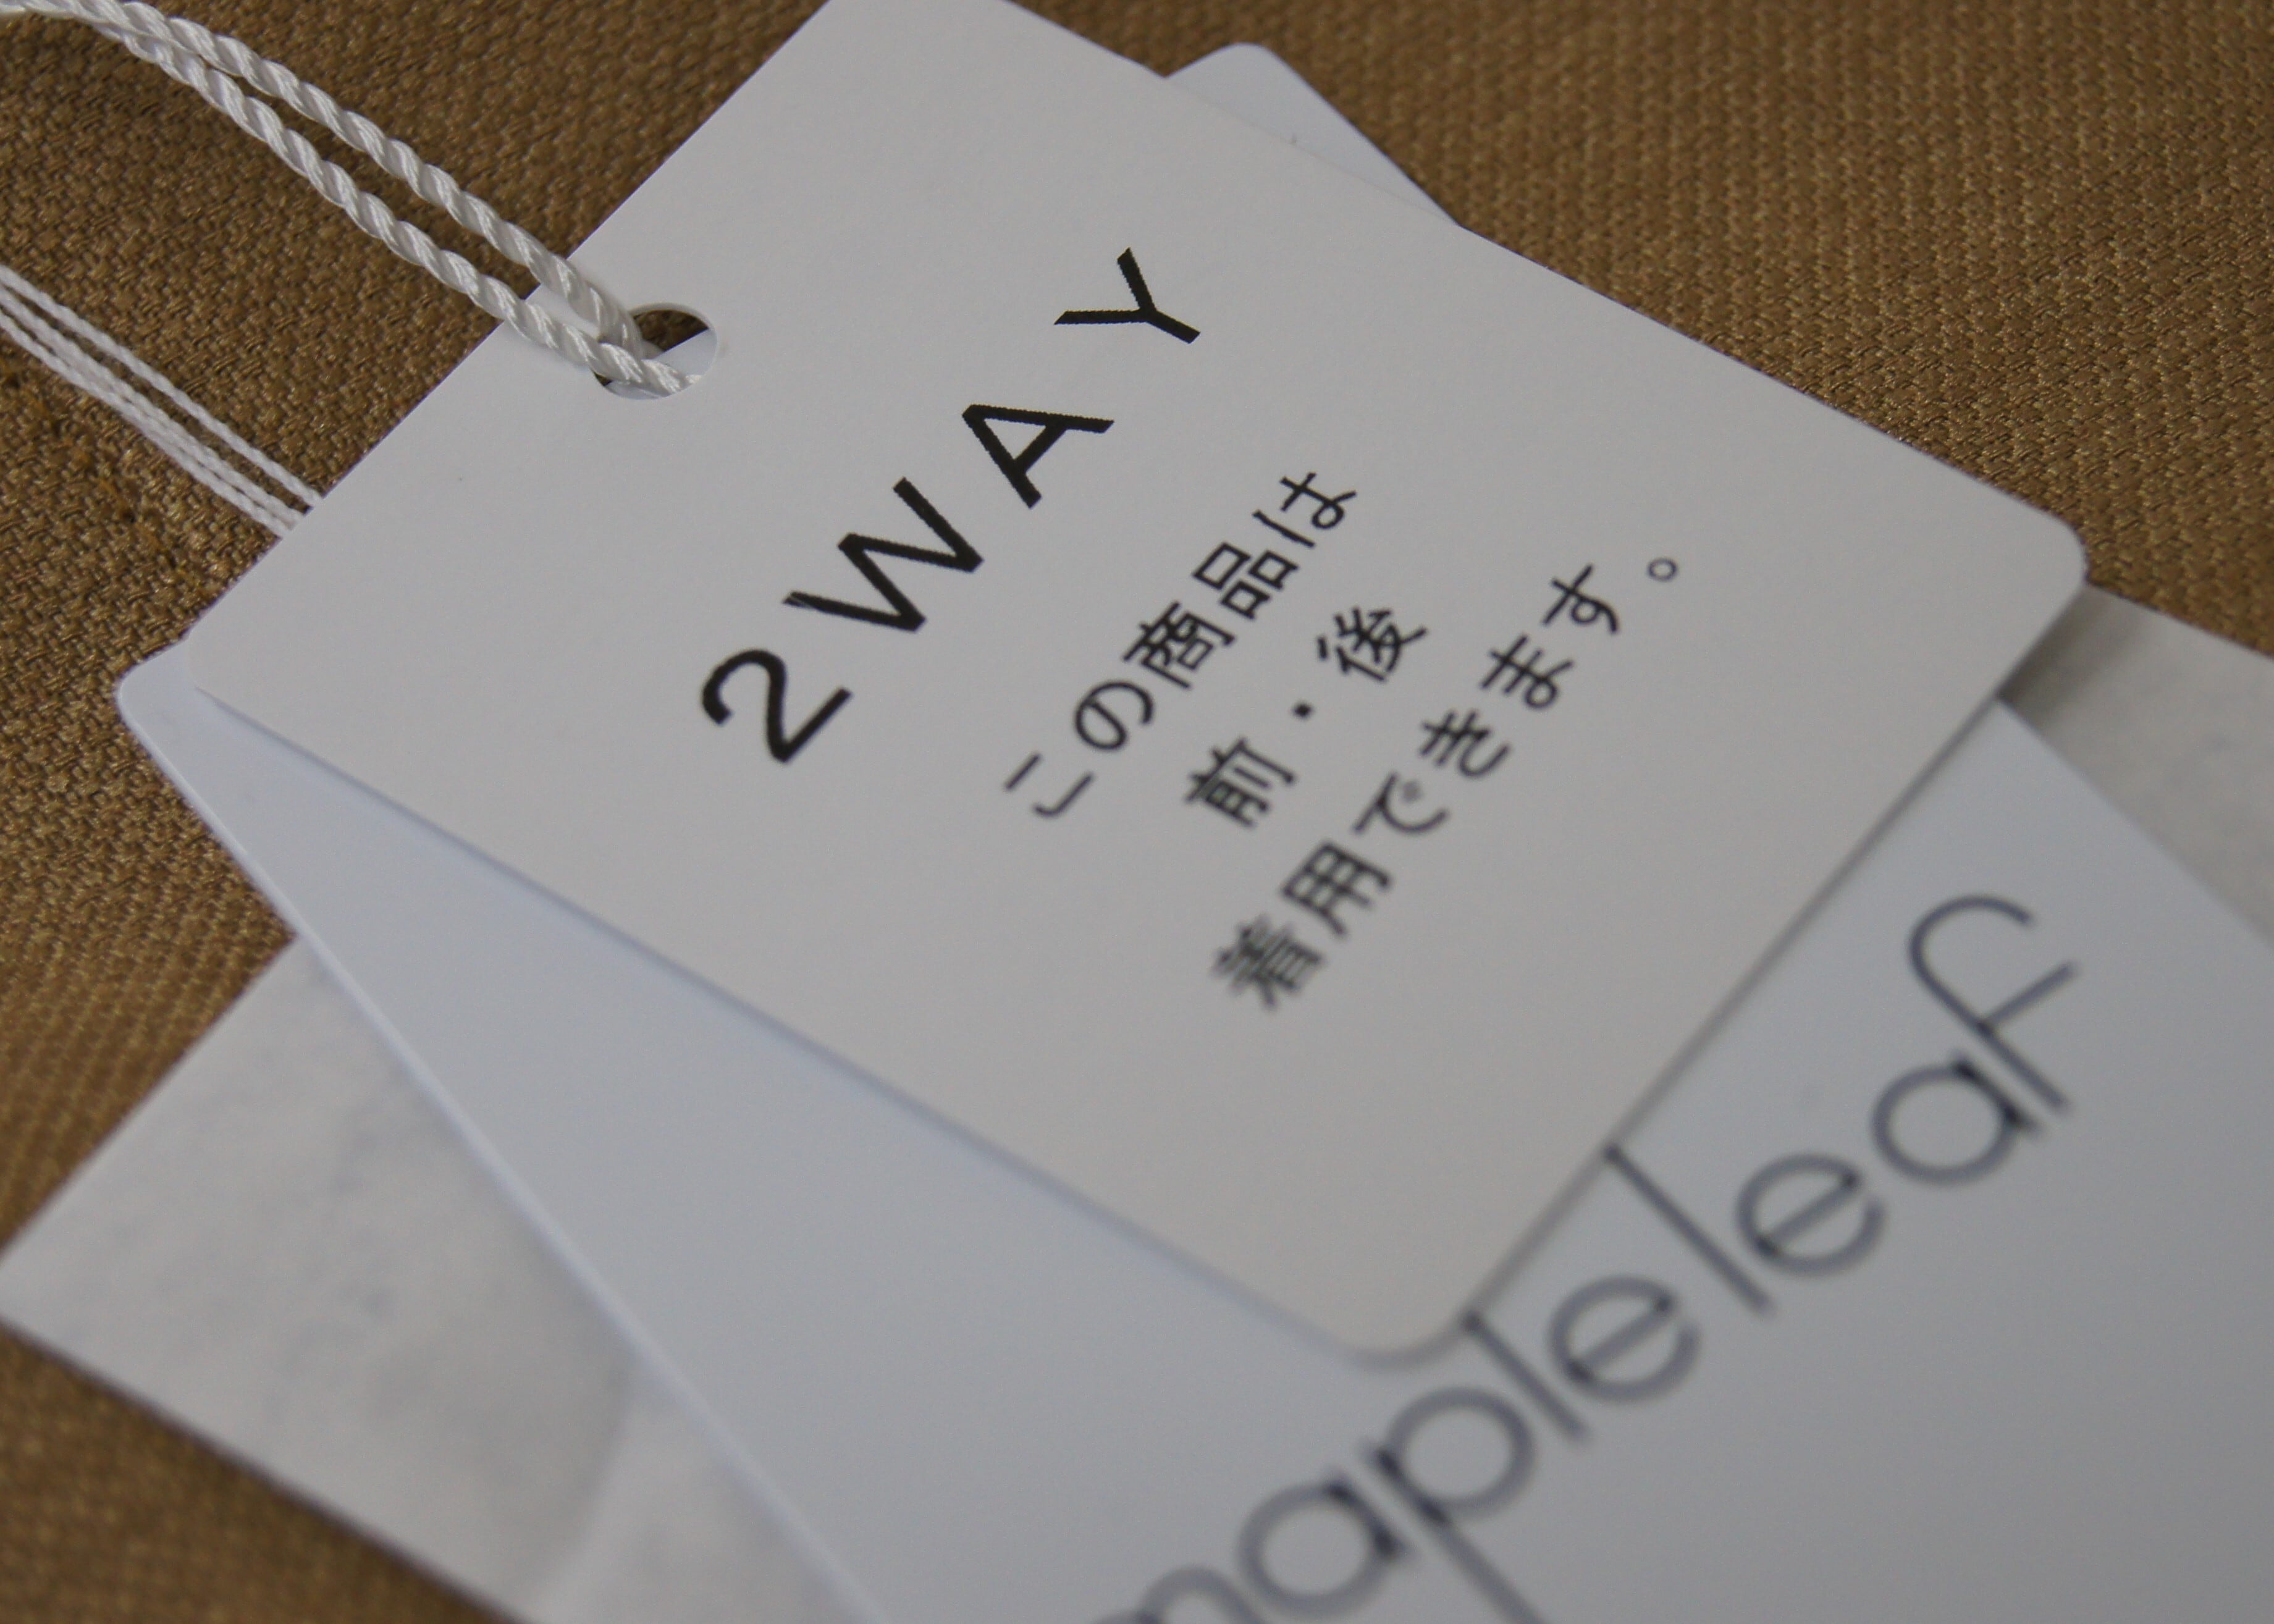 2WAY
この商品は
前・後
着用できます。
mapleleaf